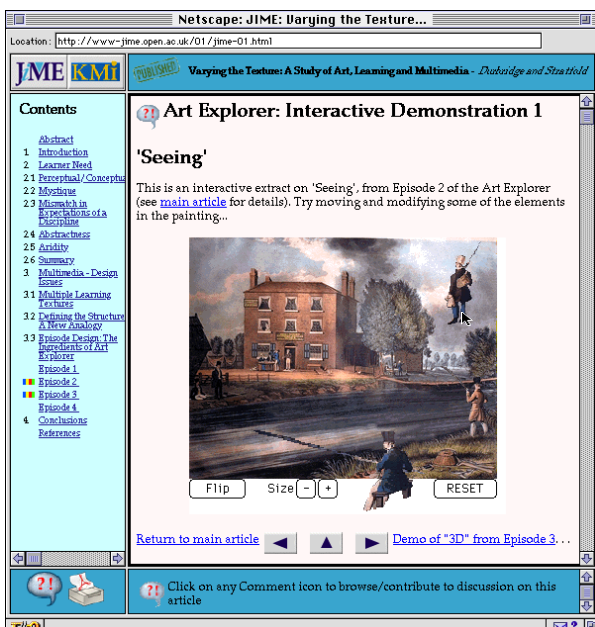 Netscape: JIME: Varying the Texture...
Location: http://www-jime.open.ac.uk/01/jime-01.html
JiME KMi
PUBLISHED
Varying the Texture: A Study of Art, Learning and Multimedia - Durbridge and Stratfold
Contents
Abstract
1 Introduction
2 Learner Need
2.1 Perceptual/Conceptua
2.2 Mystique
2.3 Mismatch in
Expectations of a
Discipline
2.4 Abstractness
2.5 Aridity
2.6 Summary
3. Multimedia - Design
Issues
3.1 Multiple Learning
Textures
3.2 Defining the Structure
A New Analogy
3.3 Episode Design: The
Ingredients of Art
Explorer
Episode 1
Episode 2
Episode 3
Episode 4
4. Conclusions
References
?! Art Explorer: Interactive Demonstration 1
'Seeing'
This is an interactive extract on 'Seeing', from Episode 2 of the Art Explorer
(see main article for details). Try moving and modifying some of the elements
in the painting...
Flip Size - + RESET
Return to main article Demo of "3D" from Episode 3...
?!
?! Click on any Comment icon to browse/contribute to discussion on this
article